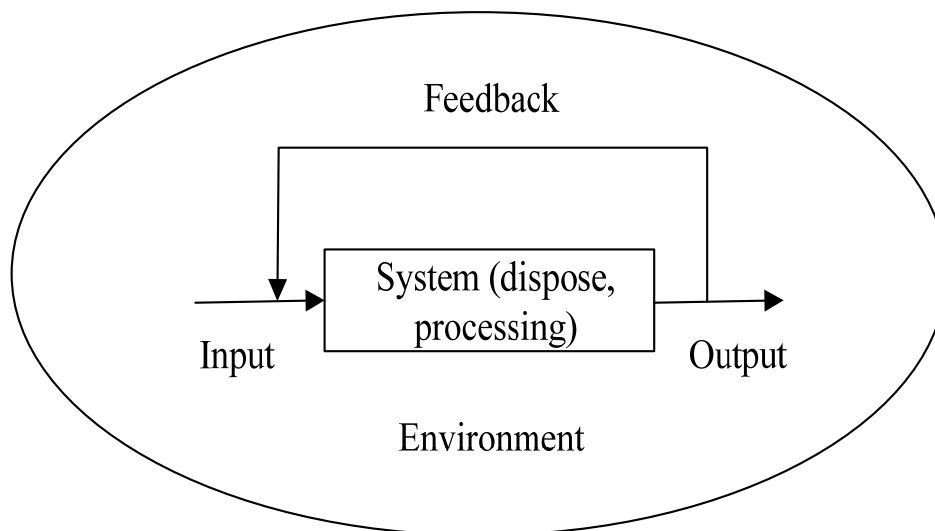 Feedback
System (dispose,
processing)
Input
Output
Environment